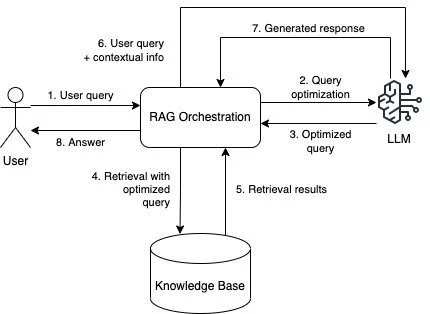 6. User query
+ contextual info
7. Generated response
1. User query
2. Query
optimization
RAG Orchestration
LLM
8. Answer
3. Optimized
query
User
4. Retrieval with
optimized
query
5. Retrieval results
Knowledge Base